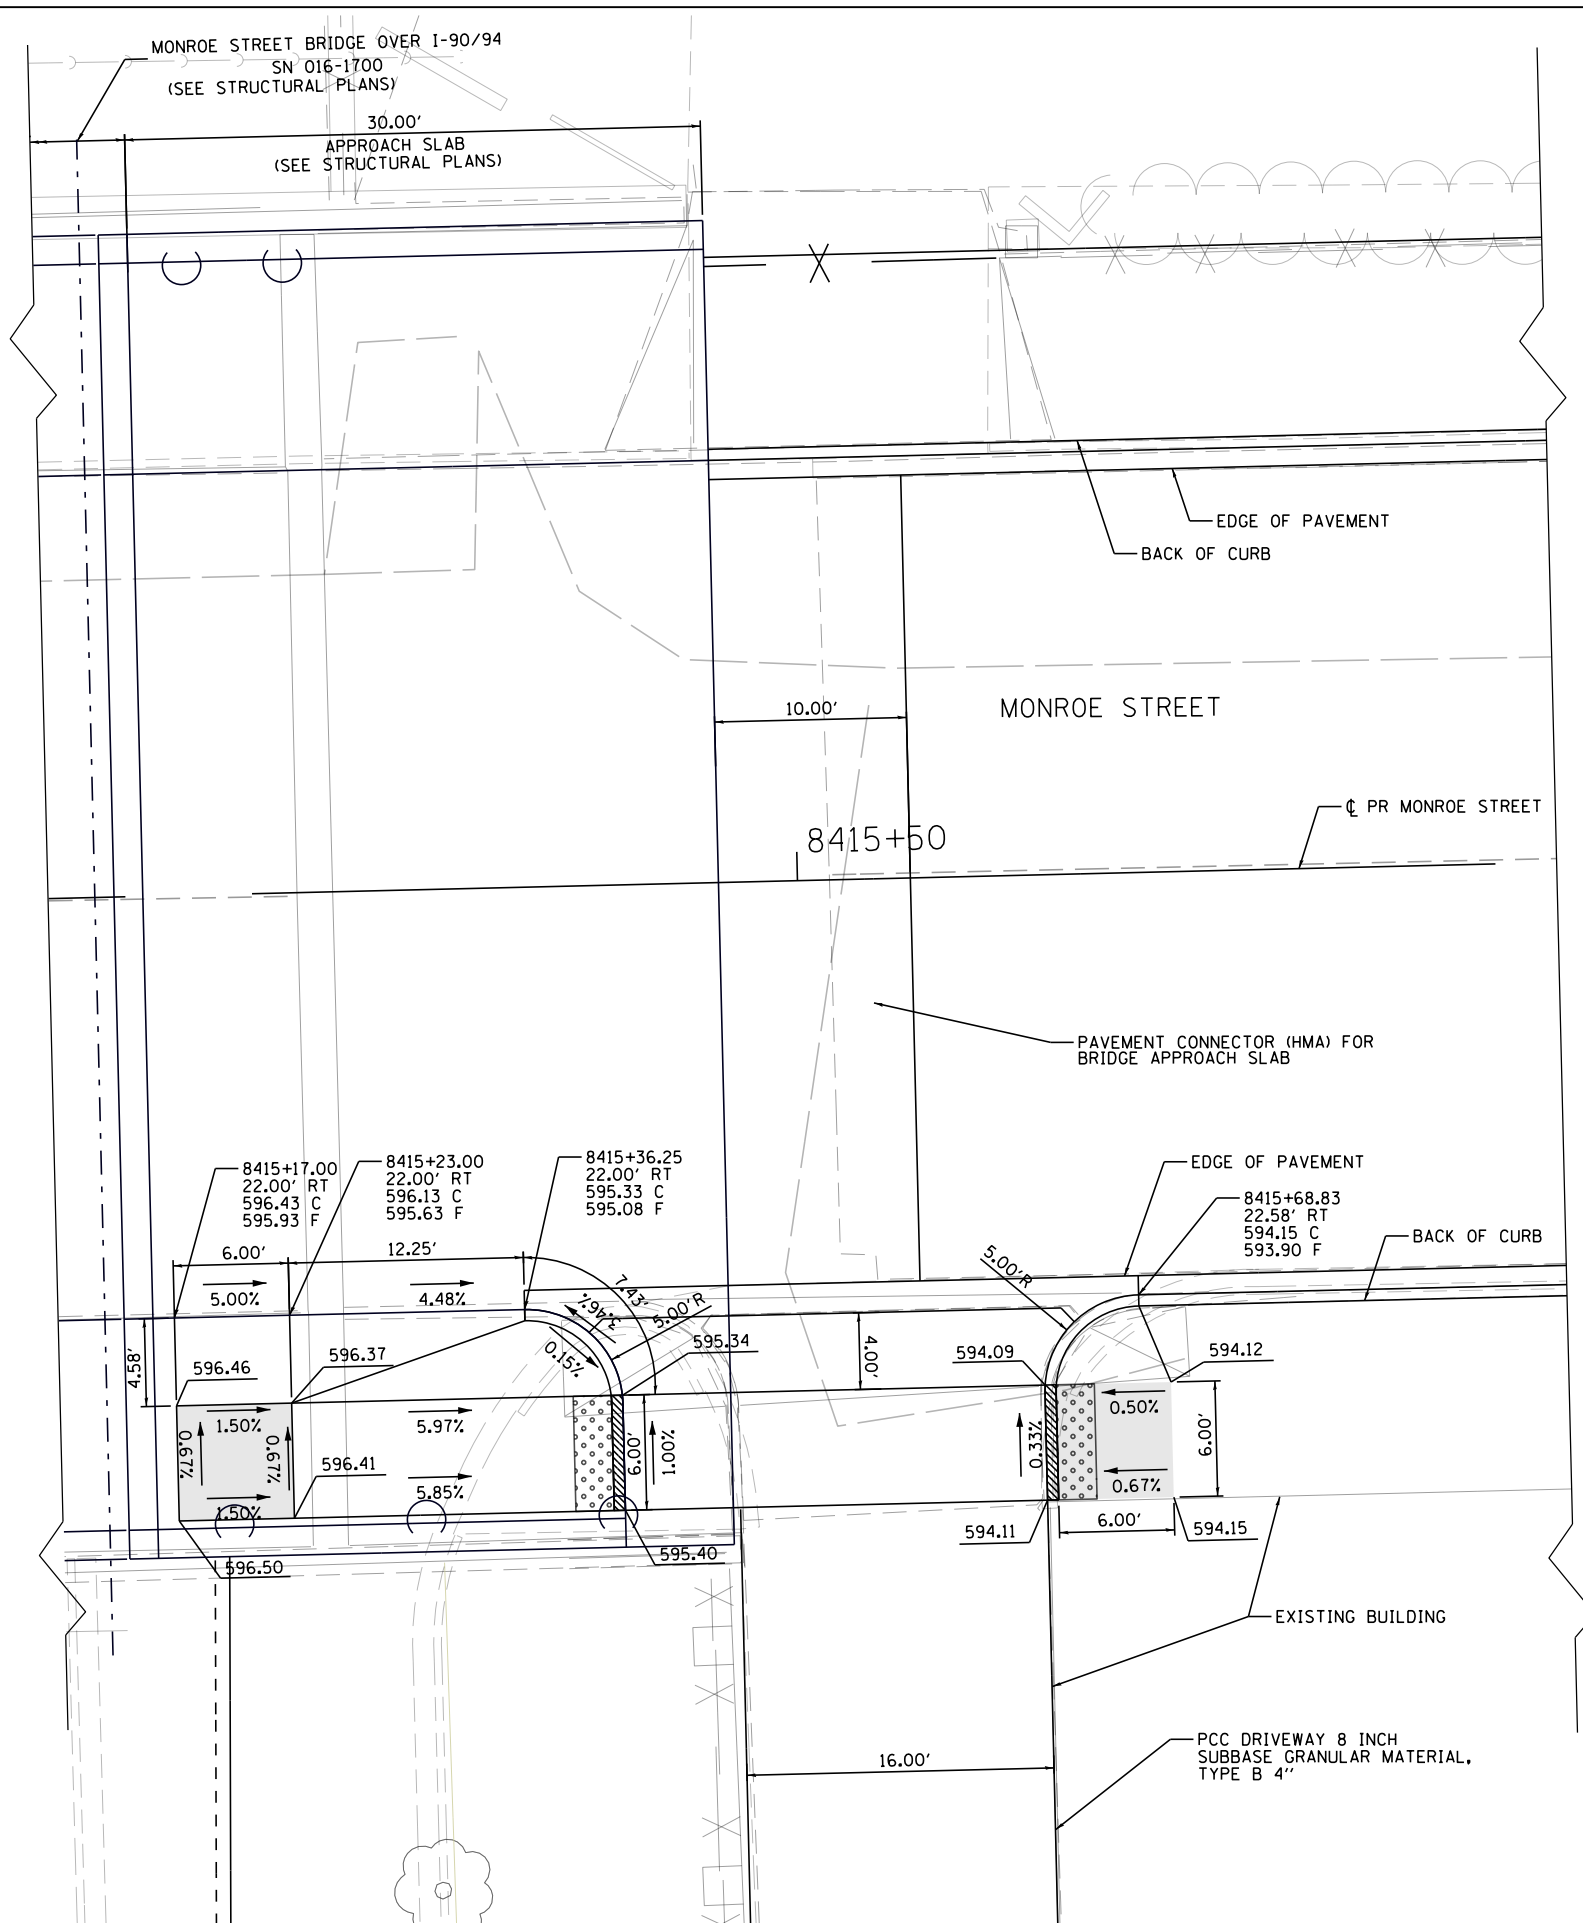 MONROE STREET BRIDGE OVER I-90/94
SN 016-1700
(SEE STRUCTURAL PLANS)
30.00'
APPROACH SLAB
(SEE STRUCTURAL PLANS)
EDGE OF PAVEMENT
BACK OF CURB
10.00'
MONROE STREET
℄ PR MONROE STREET
8415+50
PAVEMENT CONNECTOR (HMA) FOR
BRIDGE APPROACH SLAB
8415+17.00
22.00' RT
596.43 C
595.93 F
8415+23.00
22.00' RT
596.13 C
595.63 F
8415+36.25
22.00' RT
595.33 C
595.08 F
EDGE OF PAVEMENT
8415+68.83
22.58' RT
594.15 C
593.90 F
BACK OF CURB
6.00'
12.25'
5.00%
4.48%
7.43'
3.46%
5.00'R
0.15%
5.00'R
4.58'
596.46
596.37
595.34
4.00'
594.09
594.12
1.50%
5.97%
0.50%
0.67%
0.67%
6.00'
1.00%
0.33%
6.00'
596.41
5.85%
0.67%
1.50%
6.00'
594.11
594.15
596.50
595.40
EXISTING BUILDING
16.00'
PCC DRIVEWAY 8 INCH
SUBBASE GRANULAR MATERIAL,
TYPE B 4''